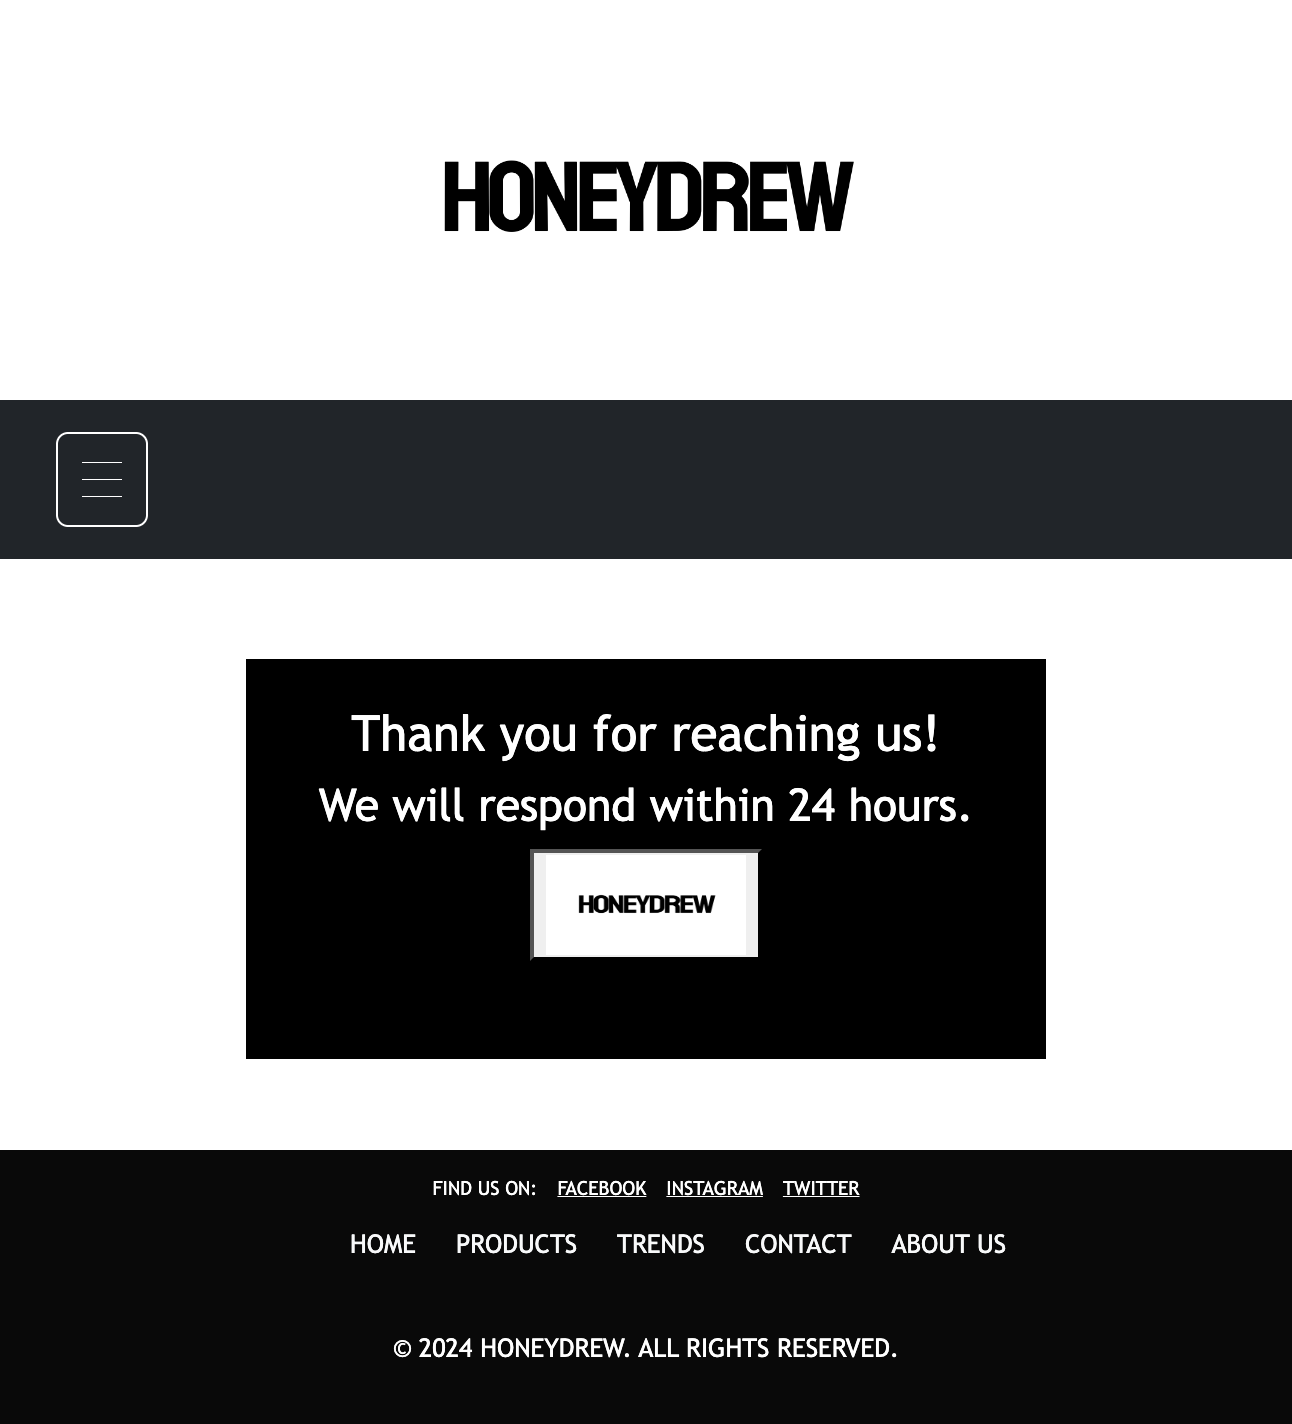 HONEYDREW
Thank you for reaching us!
We will respond within 24 hours.
HONEYDREW
FIND US ON: FACEBOOK INSTAGRAM TWITTER
HOME PRODUCTS TRENDS CONTACT ABOUT US
© 2024 HONEYDREW. ALL RIGHTS RESERVED.